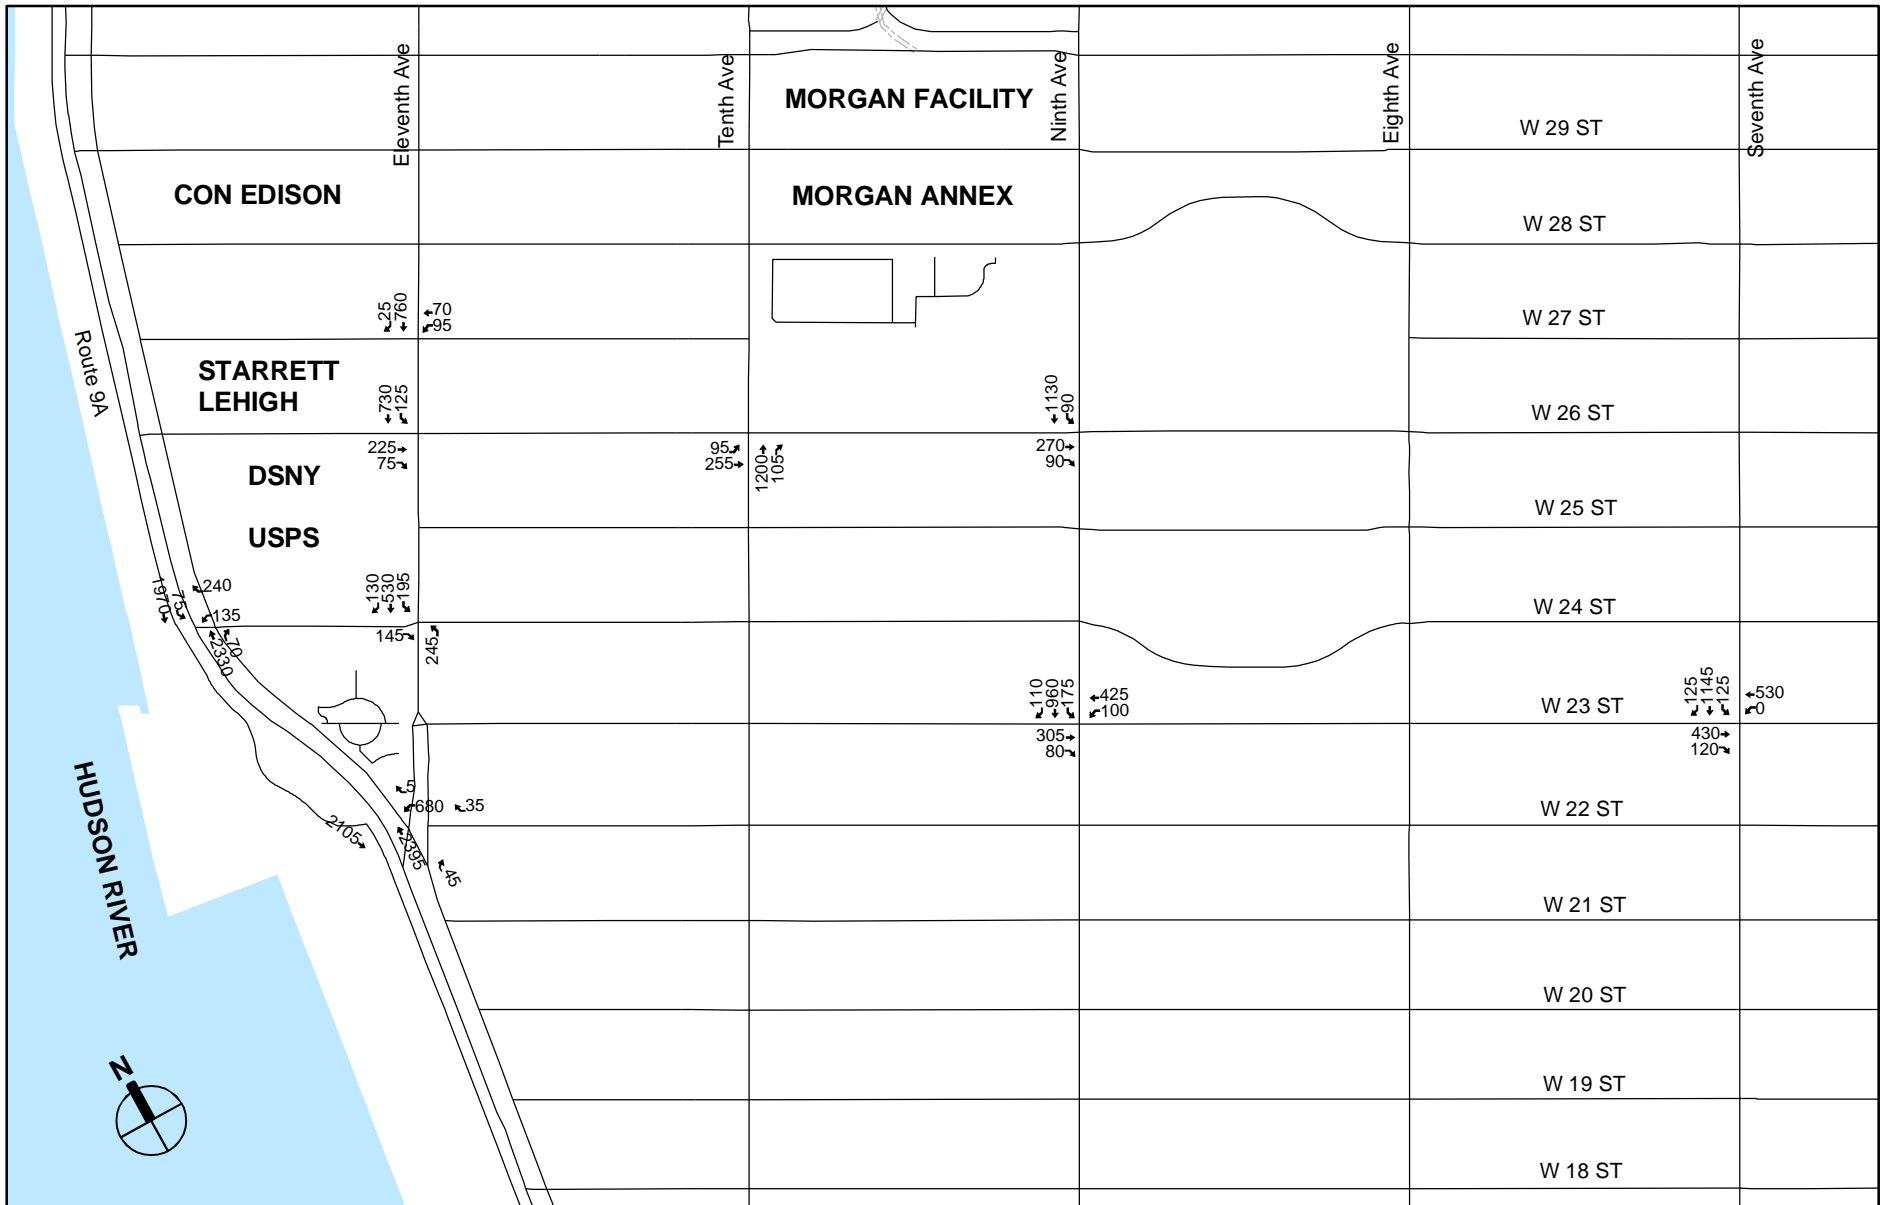 Eleventh Ave
Tenth Ave
Ninth Ave
Eighth Ave
Seventh Ave
MORGAN FACILITY
W 29 ST
CON EDISON
MORGAN ANNEX
W 28 ST
25
760
70
95
W 27 ST
Route 9A
STARRETT
LEHIGH
730
125
1130
90
W 26 ST
225
75
95
255
1200
105
270
90
DSNY
W 25 ST
USPS
1970
75
240
135
2330
70
130
530
195
145
245
W 24 ST
110
960
175
425
100
305
80
W 23 ST
125
1145
125
530
0
430
120
HUDSON RIVER
5
680
35
2105
2395
45
W 22 ST
W 21 ST
W 20 ST
N
W 19 ST
W 18 ST